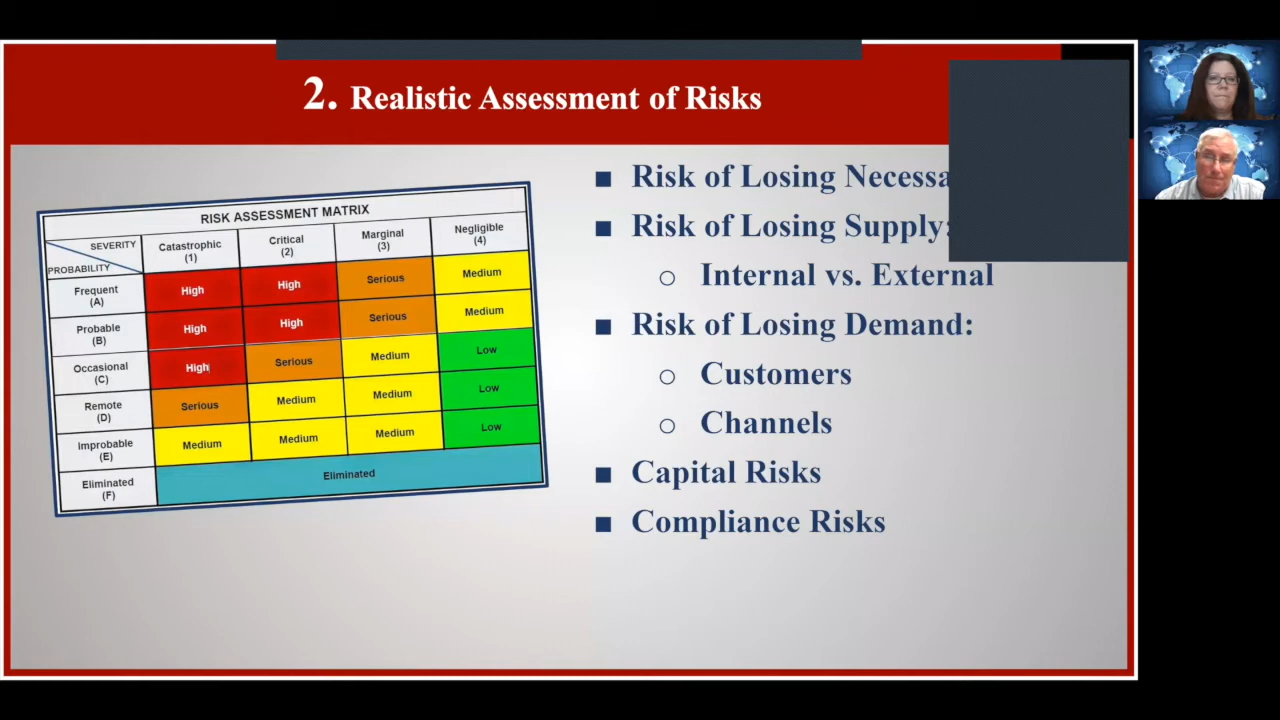 2. Realistic Assessment of Risks
RISK ASSESSMENT MATRIX
SEVERITY
PROBABILITY
Catastrophic
(1)
Critical
(2)
Marginal
(3)
Negligible
(4)
Frequent
(A)
High
High
Serious
Medium
Probable
(B)
High
High
Serious
Medium
Occasional
(C)
High
Serious
Medium
Low
Remote
(D)
Serious
Medium
Medium
Low
Improbable
(E)
Medium
Medium
Medium
Low
Eliminated
(F)
Eliminated
■ Risk of Losing
■ Risk of Losing Supply:
o Internal vs. External
■ Risk of Losing Demand:
o Customers
o Channels
■ Capital Risks
■ Compliance Risks